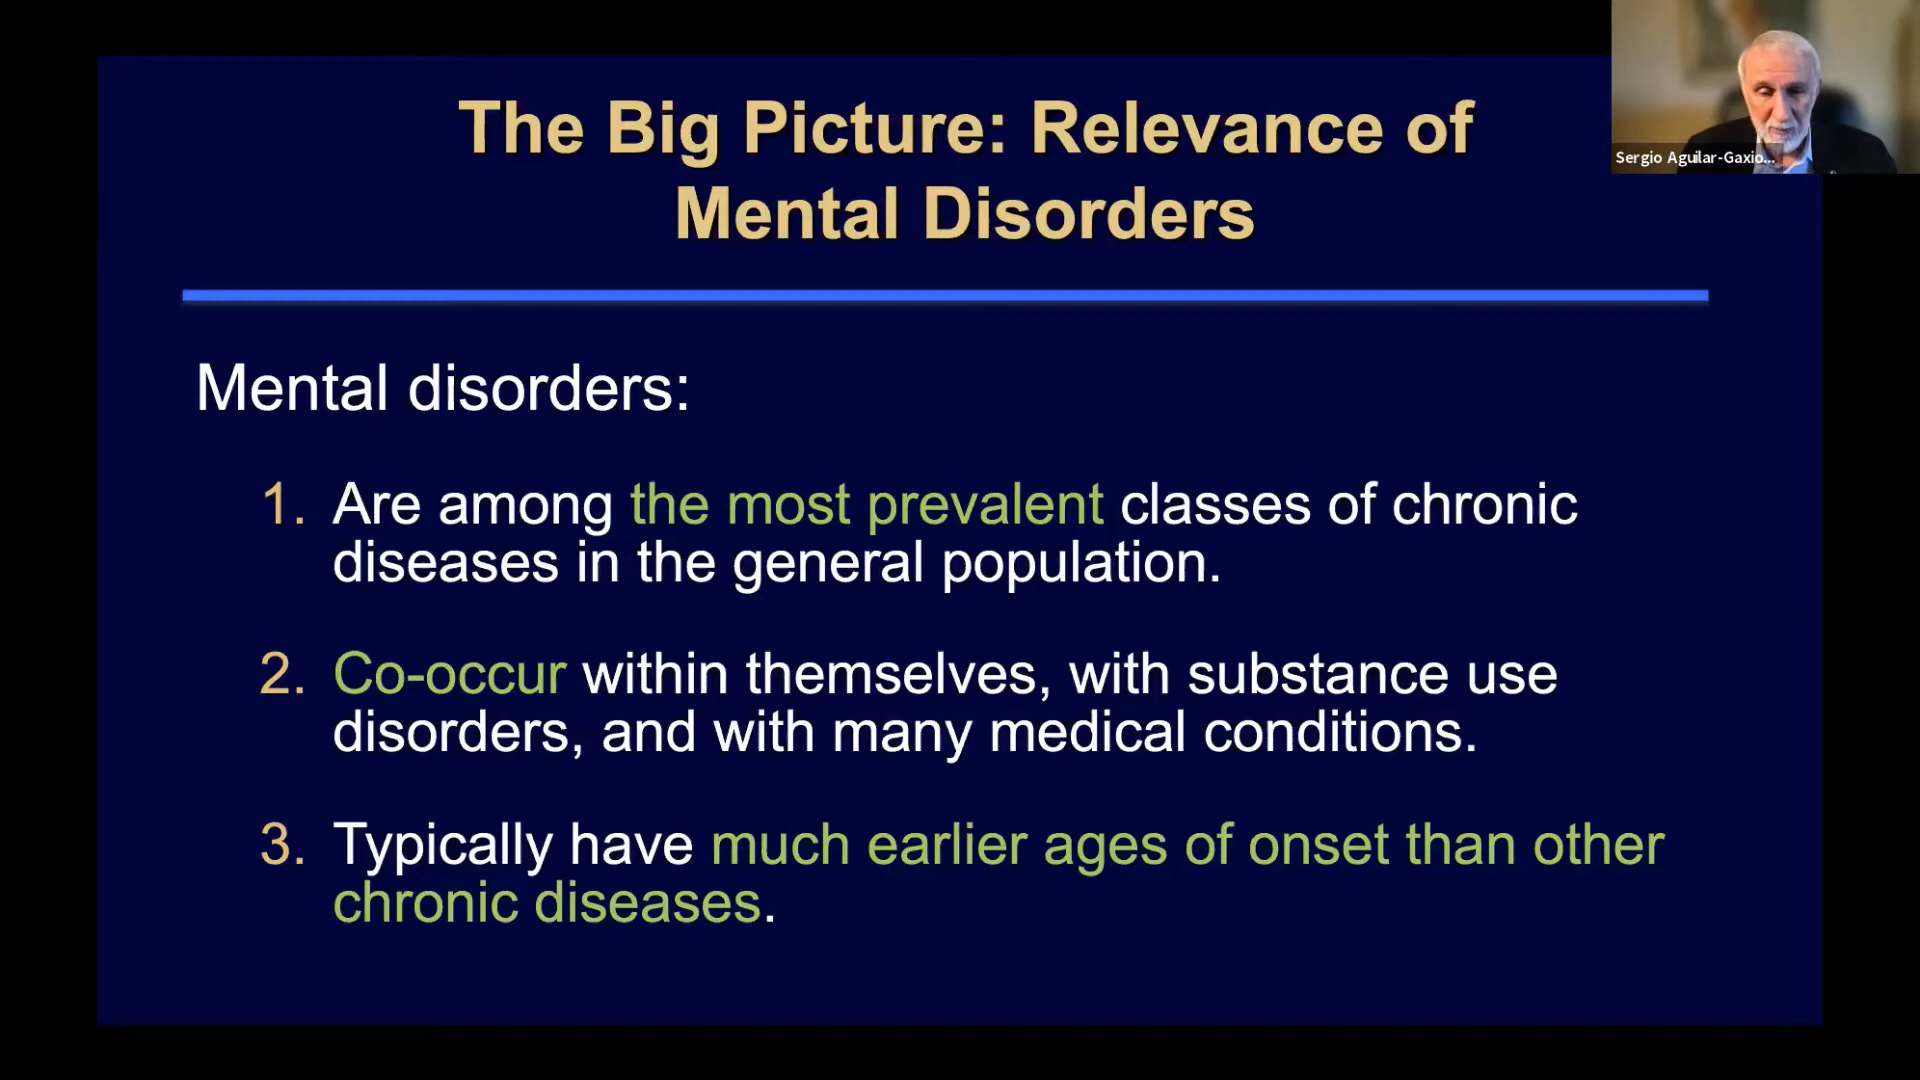 The Big Picture: Relevance of
Mental Disorders
Sergio Aguilar-Gaxio...
Mental disorders:
1. Are among the most prevalent classes of chronic
diseases in the general population.
2. Co-occur within themselves, with substance use
disorders, and with many medical conditions.
3. Typically have much earlier ages of onset than other
chronic diseases.